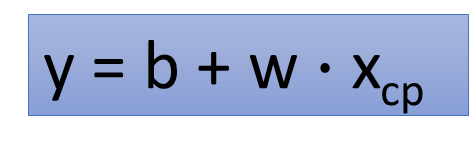 y = b + w · x_cp